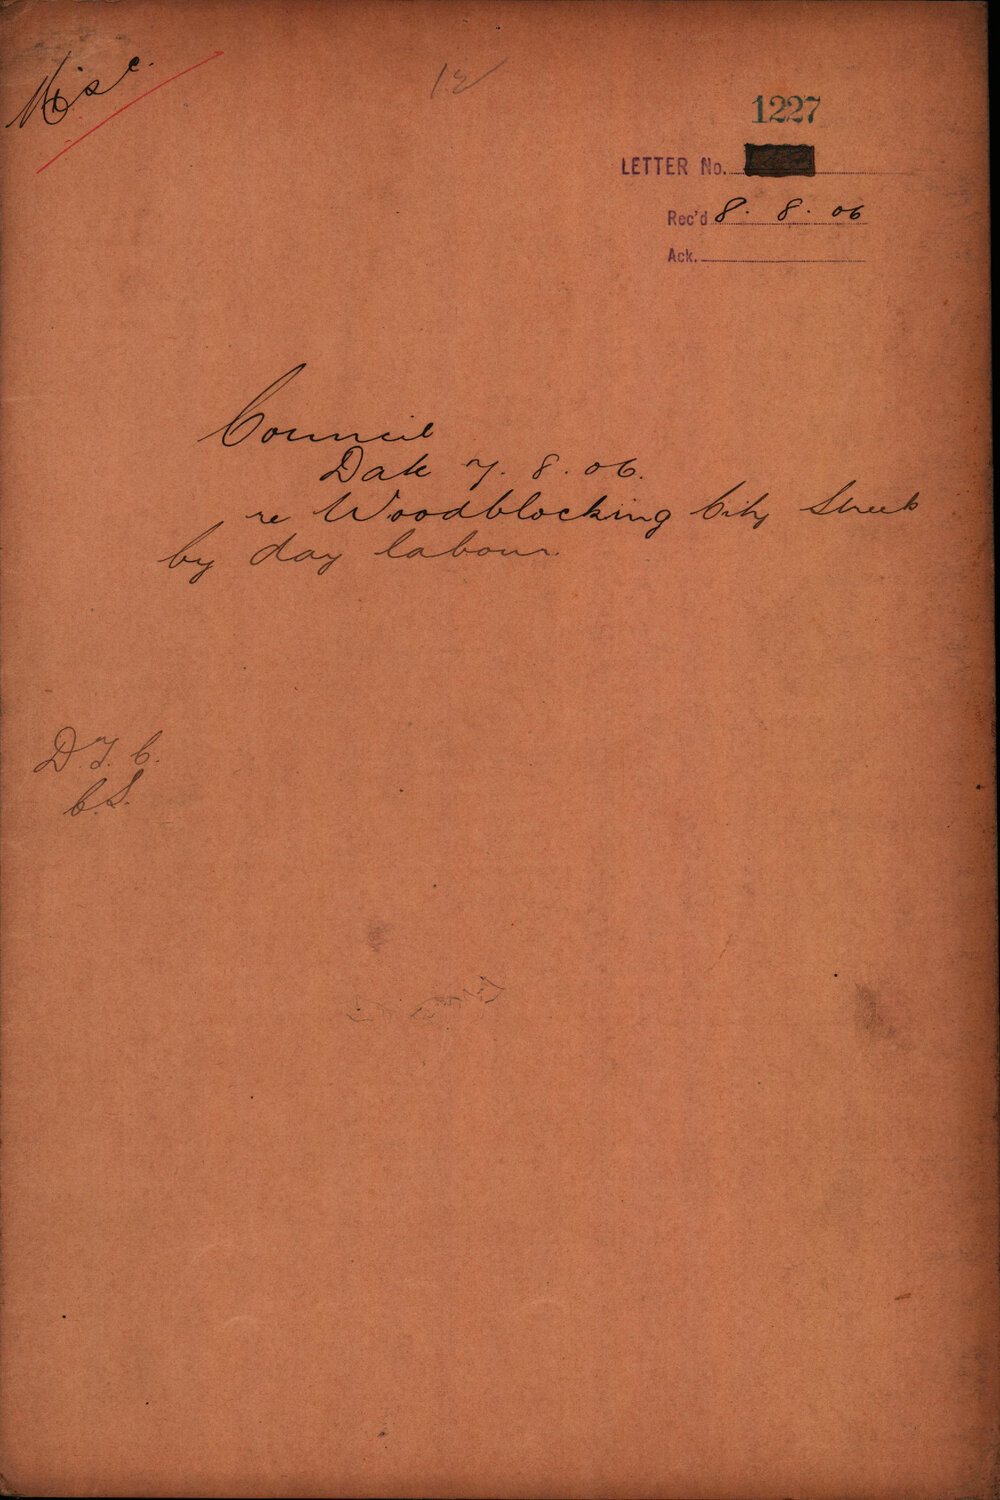 Misc.
12
1227
LETTER No.
Rec'd 8. 8. 06
Ack.
Council
Date 7. 8. 06.
re Woodblocking City Streets
by day labour.
D.T.C.
C.S.